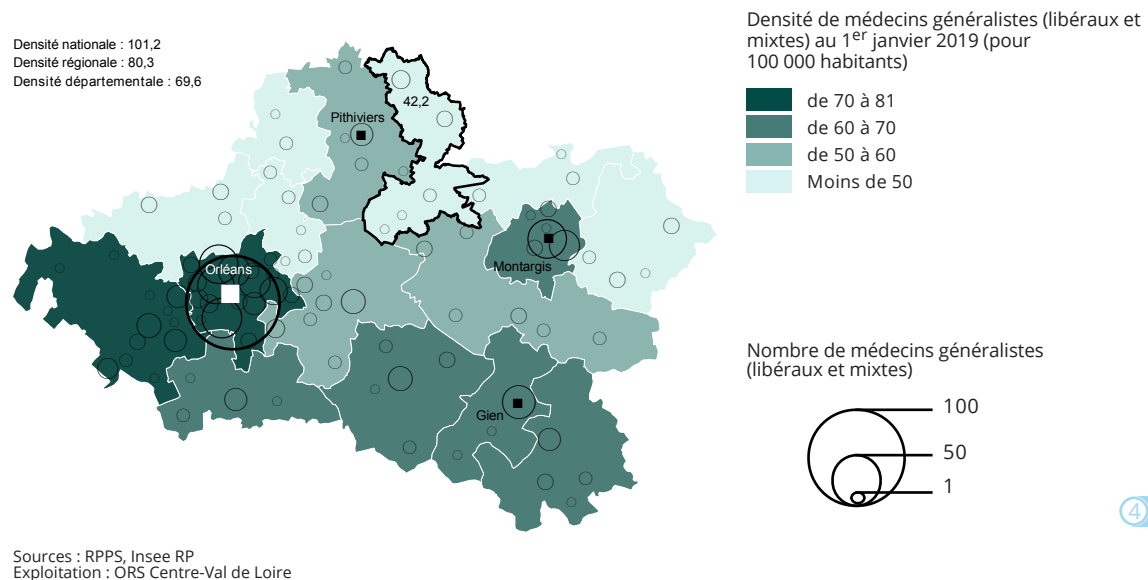 Densité nationale : 101,2
Densité régionale : 80,3
Densité départementale : 69,6
42,2
Pithiviers
Orléans
Montargis
Gien
Densité de médecins généralistes (libéraux et
mixtes) au 1er janvier 2019 (pour
100 000 habitants)
de 70 à 81
de 60 à 70
de 50 à 60
Moins de 50
Nombre de médecins généralistes
(libéraux et mixtes)
100
50
1
4
Sources : RPPS, Insee RP
Exploitation : ORS Centre-Val de Loire